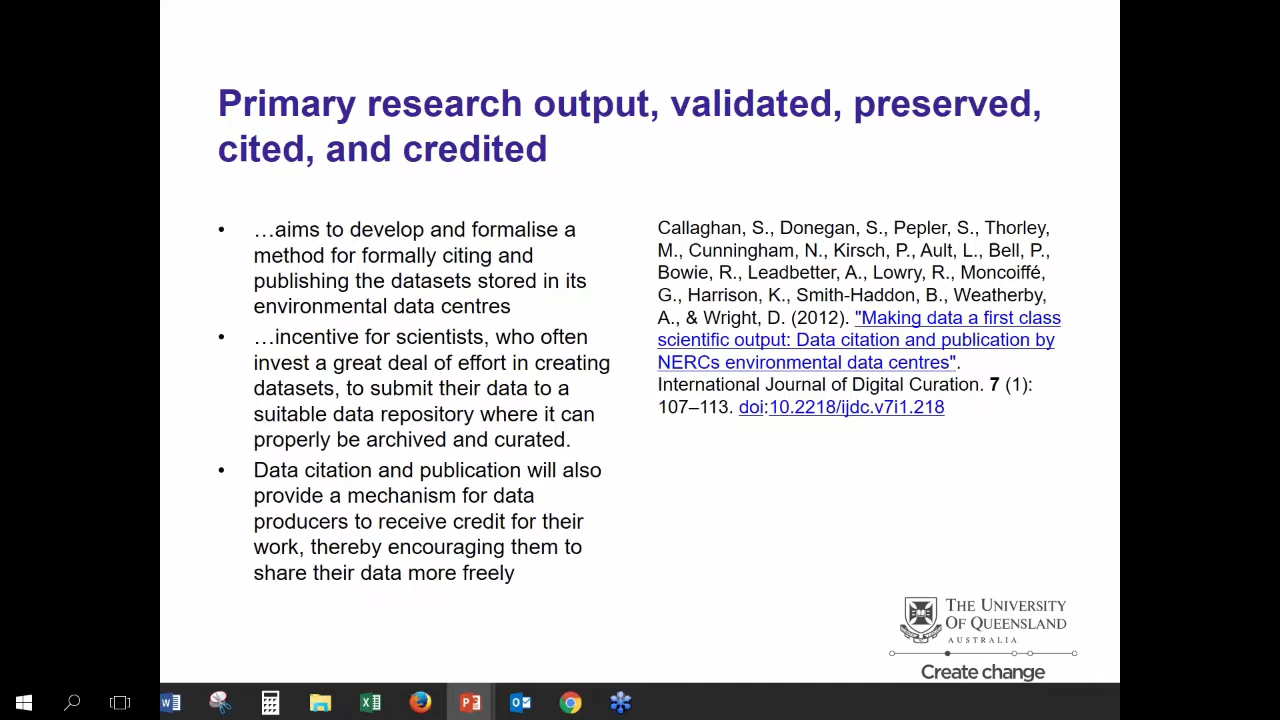 Primary research output, validated, preserved,
cited, and credited
• …aims to develop and formalise a
method for formally citing and
publishing the datasets stored in its
environmental data centres
• …incentive for scientists, who often
invest a great deal of effort in creating
datasets, to submit their data to a
suitable data repository where it can
properly be archived and curated.
• Data citation and publication will also
provide a mechanism for data
producers to receive credit for their
work, thereby encouraging them to
share their data more freely
Callaghan, S., Donegan, S., Pepler, S., Thorley,
M., Cunningham, N., Kirsch, P., Ault, L., Bell, P.,
Bowie, R., Leadbetter, A., Lowry, R., Moncoiffé,
G., Harrison, K., Smith-Haddon, B., Weatherby,
A., & Wright, D. (2012). "Making data a first class
scientific output: Data citation and publication by
NERCs environmental data centres".
International Journal of Digital Curation. 7 (1):
107–113. doi:10.2218/ijdc.v7i1.218
THE UNIVERSITY
OF QUEENSLAND
AUSTRALIA
Create change